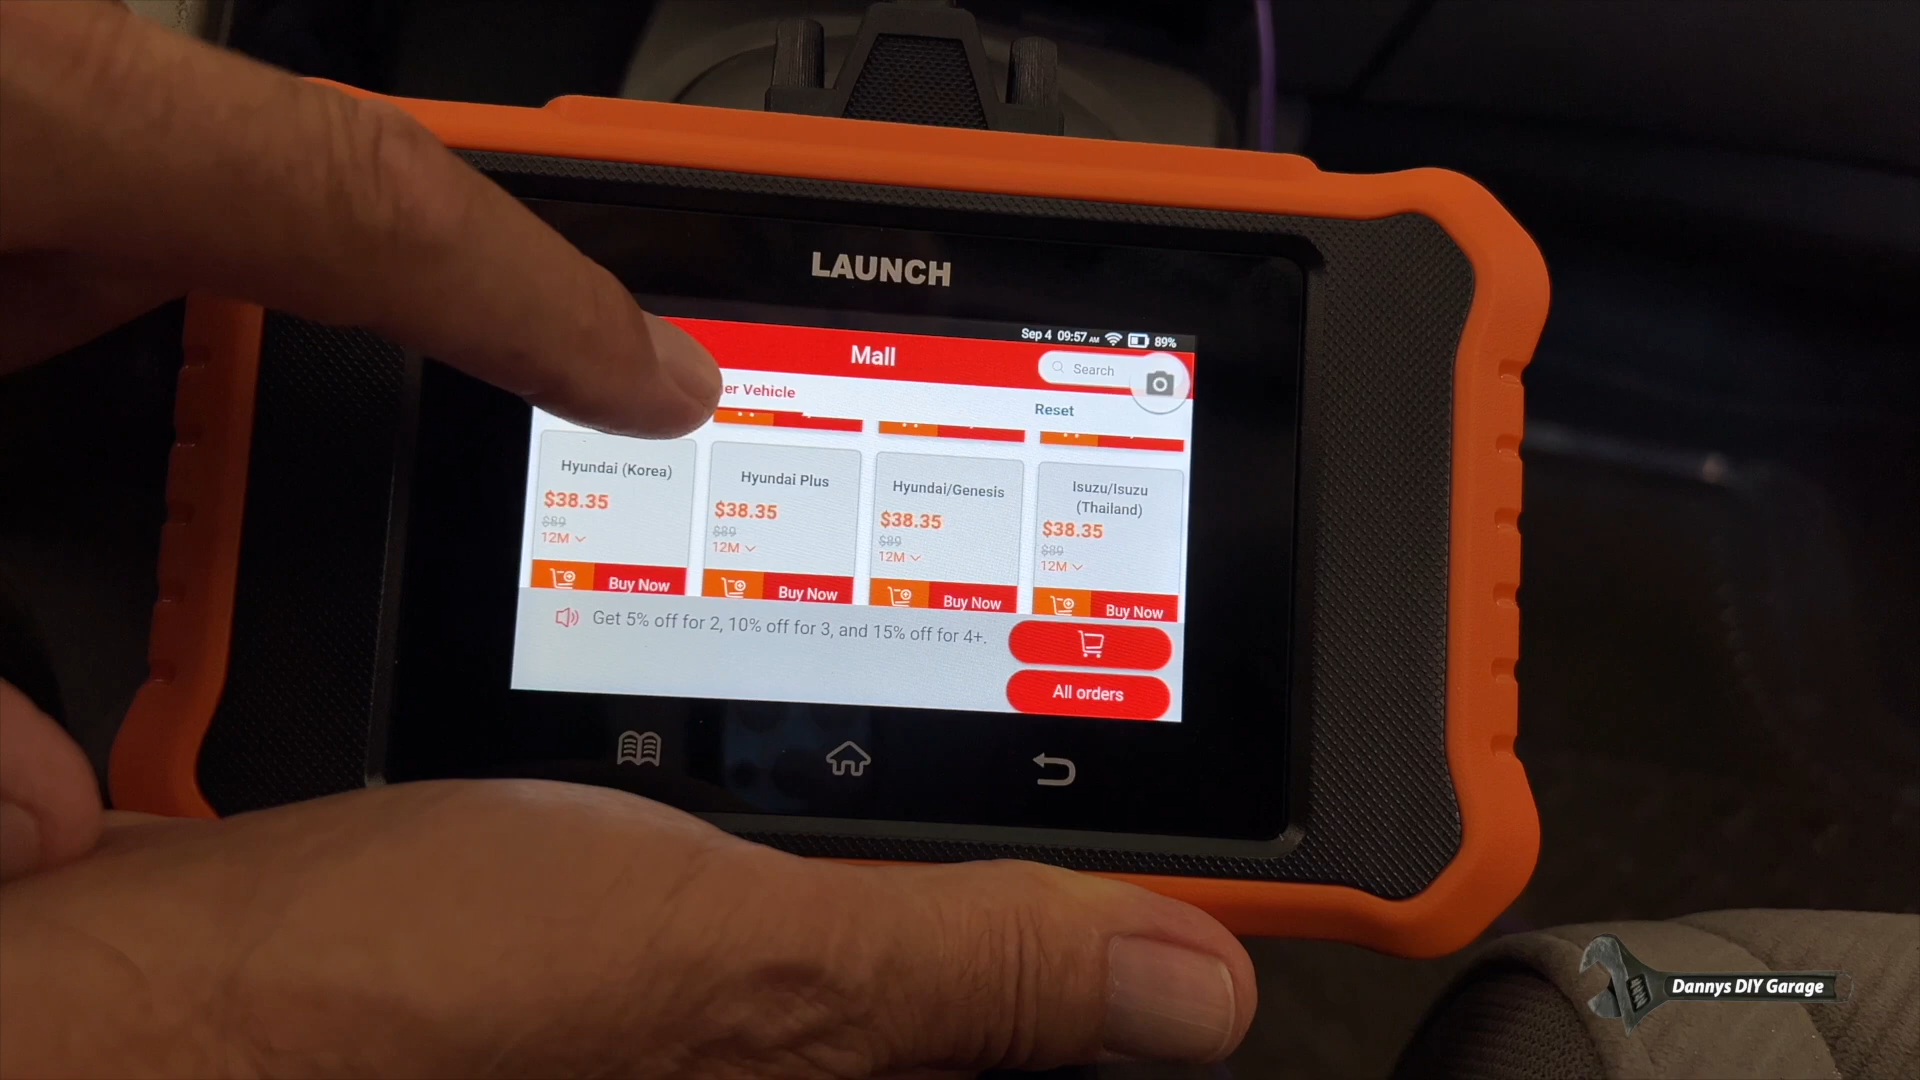 LAUNCH
Sep 4 09:57 AM 89%
Mall
Search
er Vehicle
Reset
Hyundai (Korea)
$38.35
$89
12M
Buy Now
Hyundai Plus
$38.35
$89
12M
Buy Now
Hyundai/Genesis
$38.35
$89
12M
Buy Now
Isuzu/Isuzu
(Thailand)
$38.35
$89
12M
Buy Now
Get 5% off for 2, 10% off for 3, and 15% off for 4+.
All orders
Dannys DIY Garage